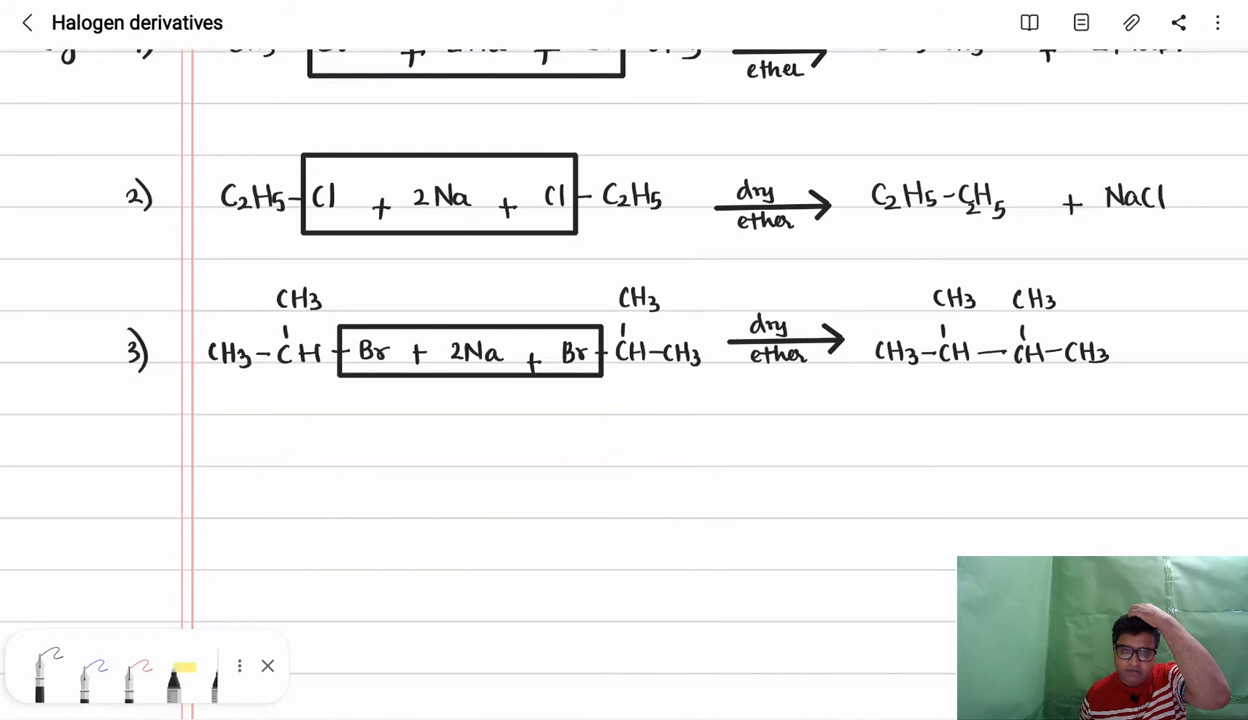 Halogen derivatives
ether
2) C2H5-Cl + 2Na + Cl-C2H5 dry ether → C2H5-C2H5 + NaCl
CH3 CH3 CH3 CH3
3) CH3-CH-Br + 2Na + Br-CH-CH3 dry ether → CH3-CH-CH-CH3